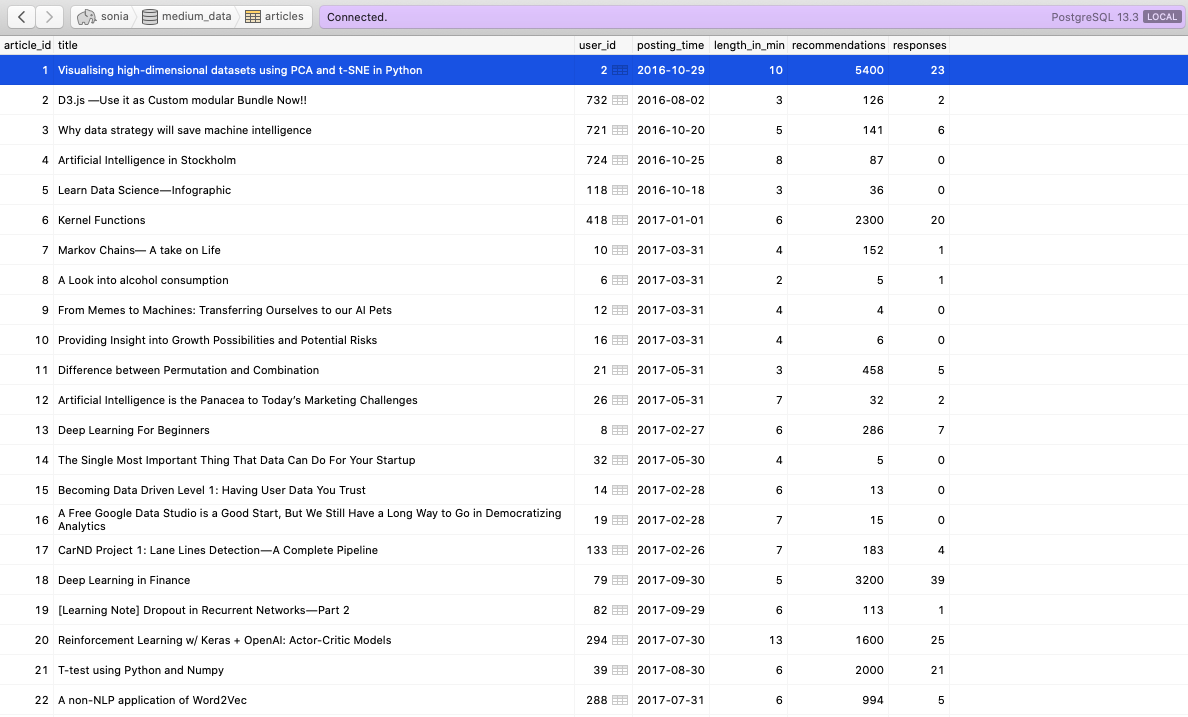 sonia medium_data articles Connected. PostgreSQL 13.3 LOCAL
article_id title user_id posting_time length_in_min recommendations responses
1 Visualising high-dimensional datasets using PCA and t-SNE in Python 2 2016-10-29 10 5400 23
2 D3.js —Use it as Custom modular Bundle Now!! 732 2016-08-02 3 126 2
3 Why data strategy will save machine intelligence 721 2016-10-20 5 141 6
4 Artificial Intelligence in Stockholm 724 2016-10-25 8 87 0
5 Learn Data Science—Infographic 118 2016-10-18 3 36 0
6 Kernel Functions 418 2017-01-01 6 2300 20
7 Markov Chains— A take on Life 10 2017-03-31 4 152 1
8 A Look into alcohol consumption 6 2017-03-31 2 5 1
9 From Memes to Machines: Transferring Ourselves to our AI Pets 12 2017-03-31 4 4 0
10 Providing Insight into Growth Possibilities and Potential Risks 16 2017-03-31 4 6 0
11 Difference between Permutation and Combination 21 2017-05-31 3 458 5
12 Artificial Intelligence is the Panacea to Today's Marketing Challenges 26 2017-05-31 7 32 2
13 Deep Learning For Beginners 8 2017-02-27 6 286 7
14 The Single Most Important Thing That Data Can Do For Your Startup 32 2017-05-30 4 5 0
15 Becoming Data Driven Level 1: Having User Data You Trust 14 2017-02-28 6 13 0
16 A Free Google Data Studio is a Good Start, But We Still Have a Long Way to Go in Democratizing
Analytics 19 2017-02-28 7 15 0
17 CarND Project 1: Lane Lines Detection—A Complete Pipeline 133 2017-02-26 7 183 4
18 Deep Learning in Finance 79 2017-09-30 5 3200 39
19 [Learning Note] Dropout in Recurrent Networks—Part 2 82 2017-09-29 6 113 1
20 Reinforcement Learning w/ Keras + OpenAI: Actor-Critic Models 294 2017-07-30 13 1600 25
21 T-test using Python and Numpy 39 2017-08-30 6 2000 21
22 A non-NLP application of Word2Vec 288 2017-07-31 6 994 5